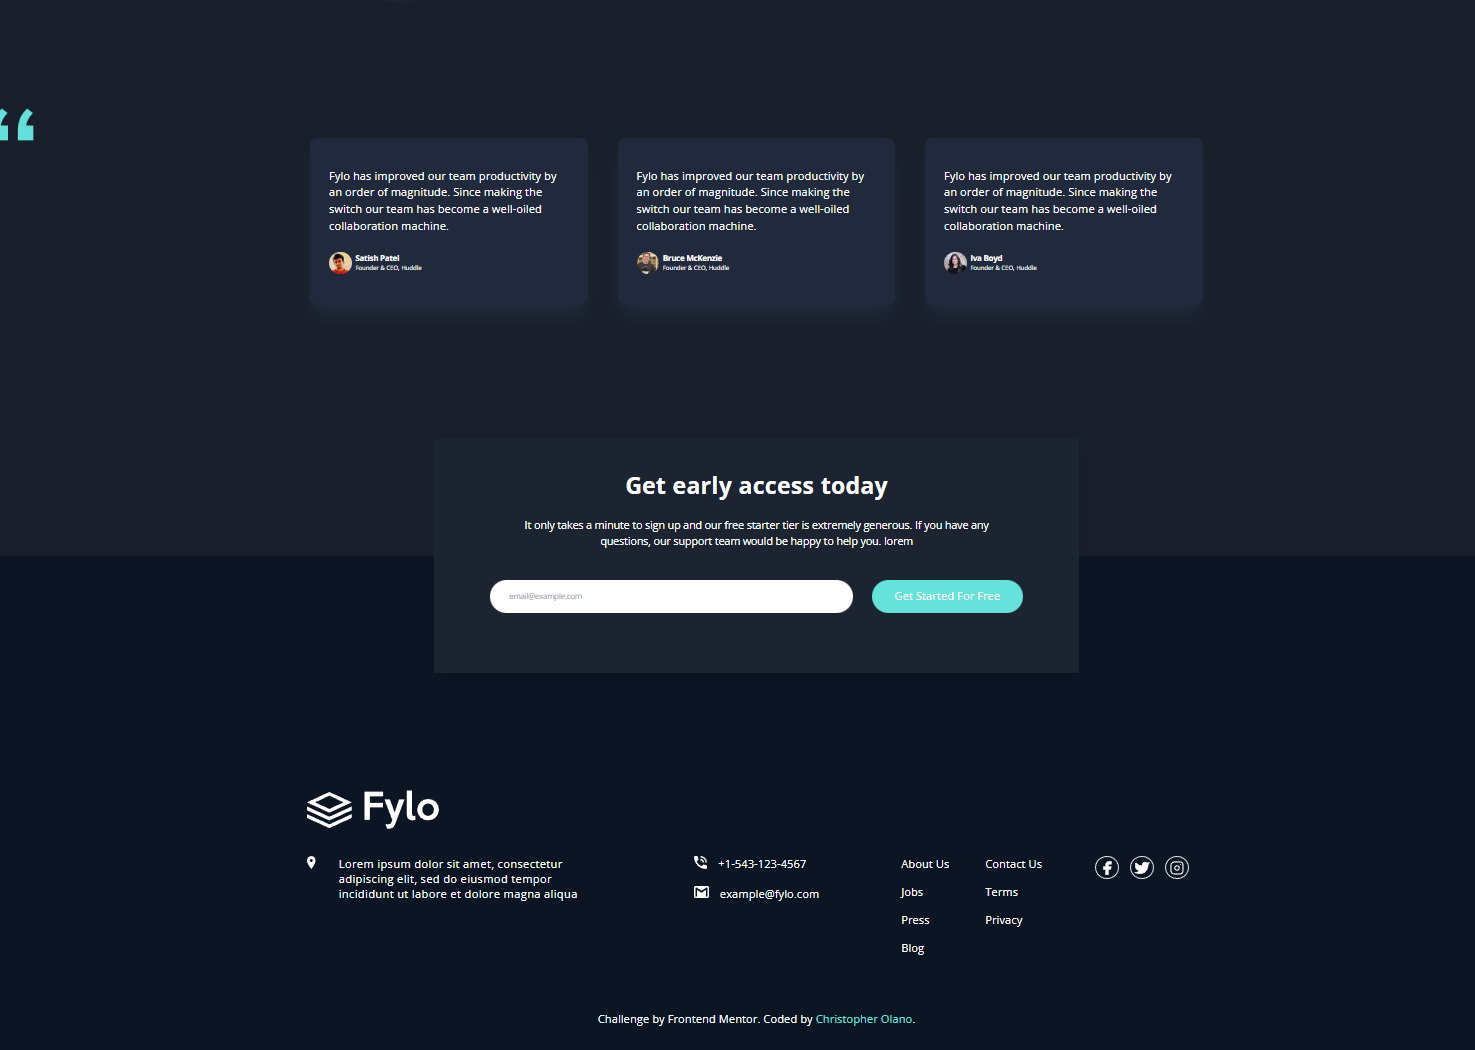 “
Fylo has improved our team productivity by
an order of magnitude. Since making the
switch our team has become a well-oiled
collaboration machine.
Satish Patel
Founder & CEO, Huddle
Fylo has improved our team productivity by
an order of magnitude. Since making the
switch our team has become a well-oiled
collaboration machine.
Bruce McKenzie
Founder & CEO, Huddle
Fylo has improved our team productivity by
an order of magnitude. Since making the
switch our team has become a well-oiled
collaboration machine.
Iva Boyd
Founder & CEO, Huddle
Get early access today
It only takes a minute to sign up and our free starter tier is extremely generous. If you have any
questions, our support team would be happy to help you. lorem
email@example.com
Get Started For Free
Fylo
Lorem ipsum dolor sit amet, consectetur
adipiscing elit, sed do eiusmod tempor
incididunt ut labore et dolore magna aliqua
+1-543-123-4567
example@fylo.com
About Us
Jobs
Press
Blog
Contact Us
Terms
Privacy
Challenge by Frontend Mentor. Coded by Christopher Olano.